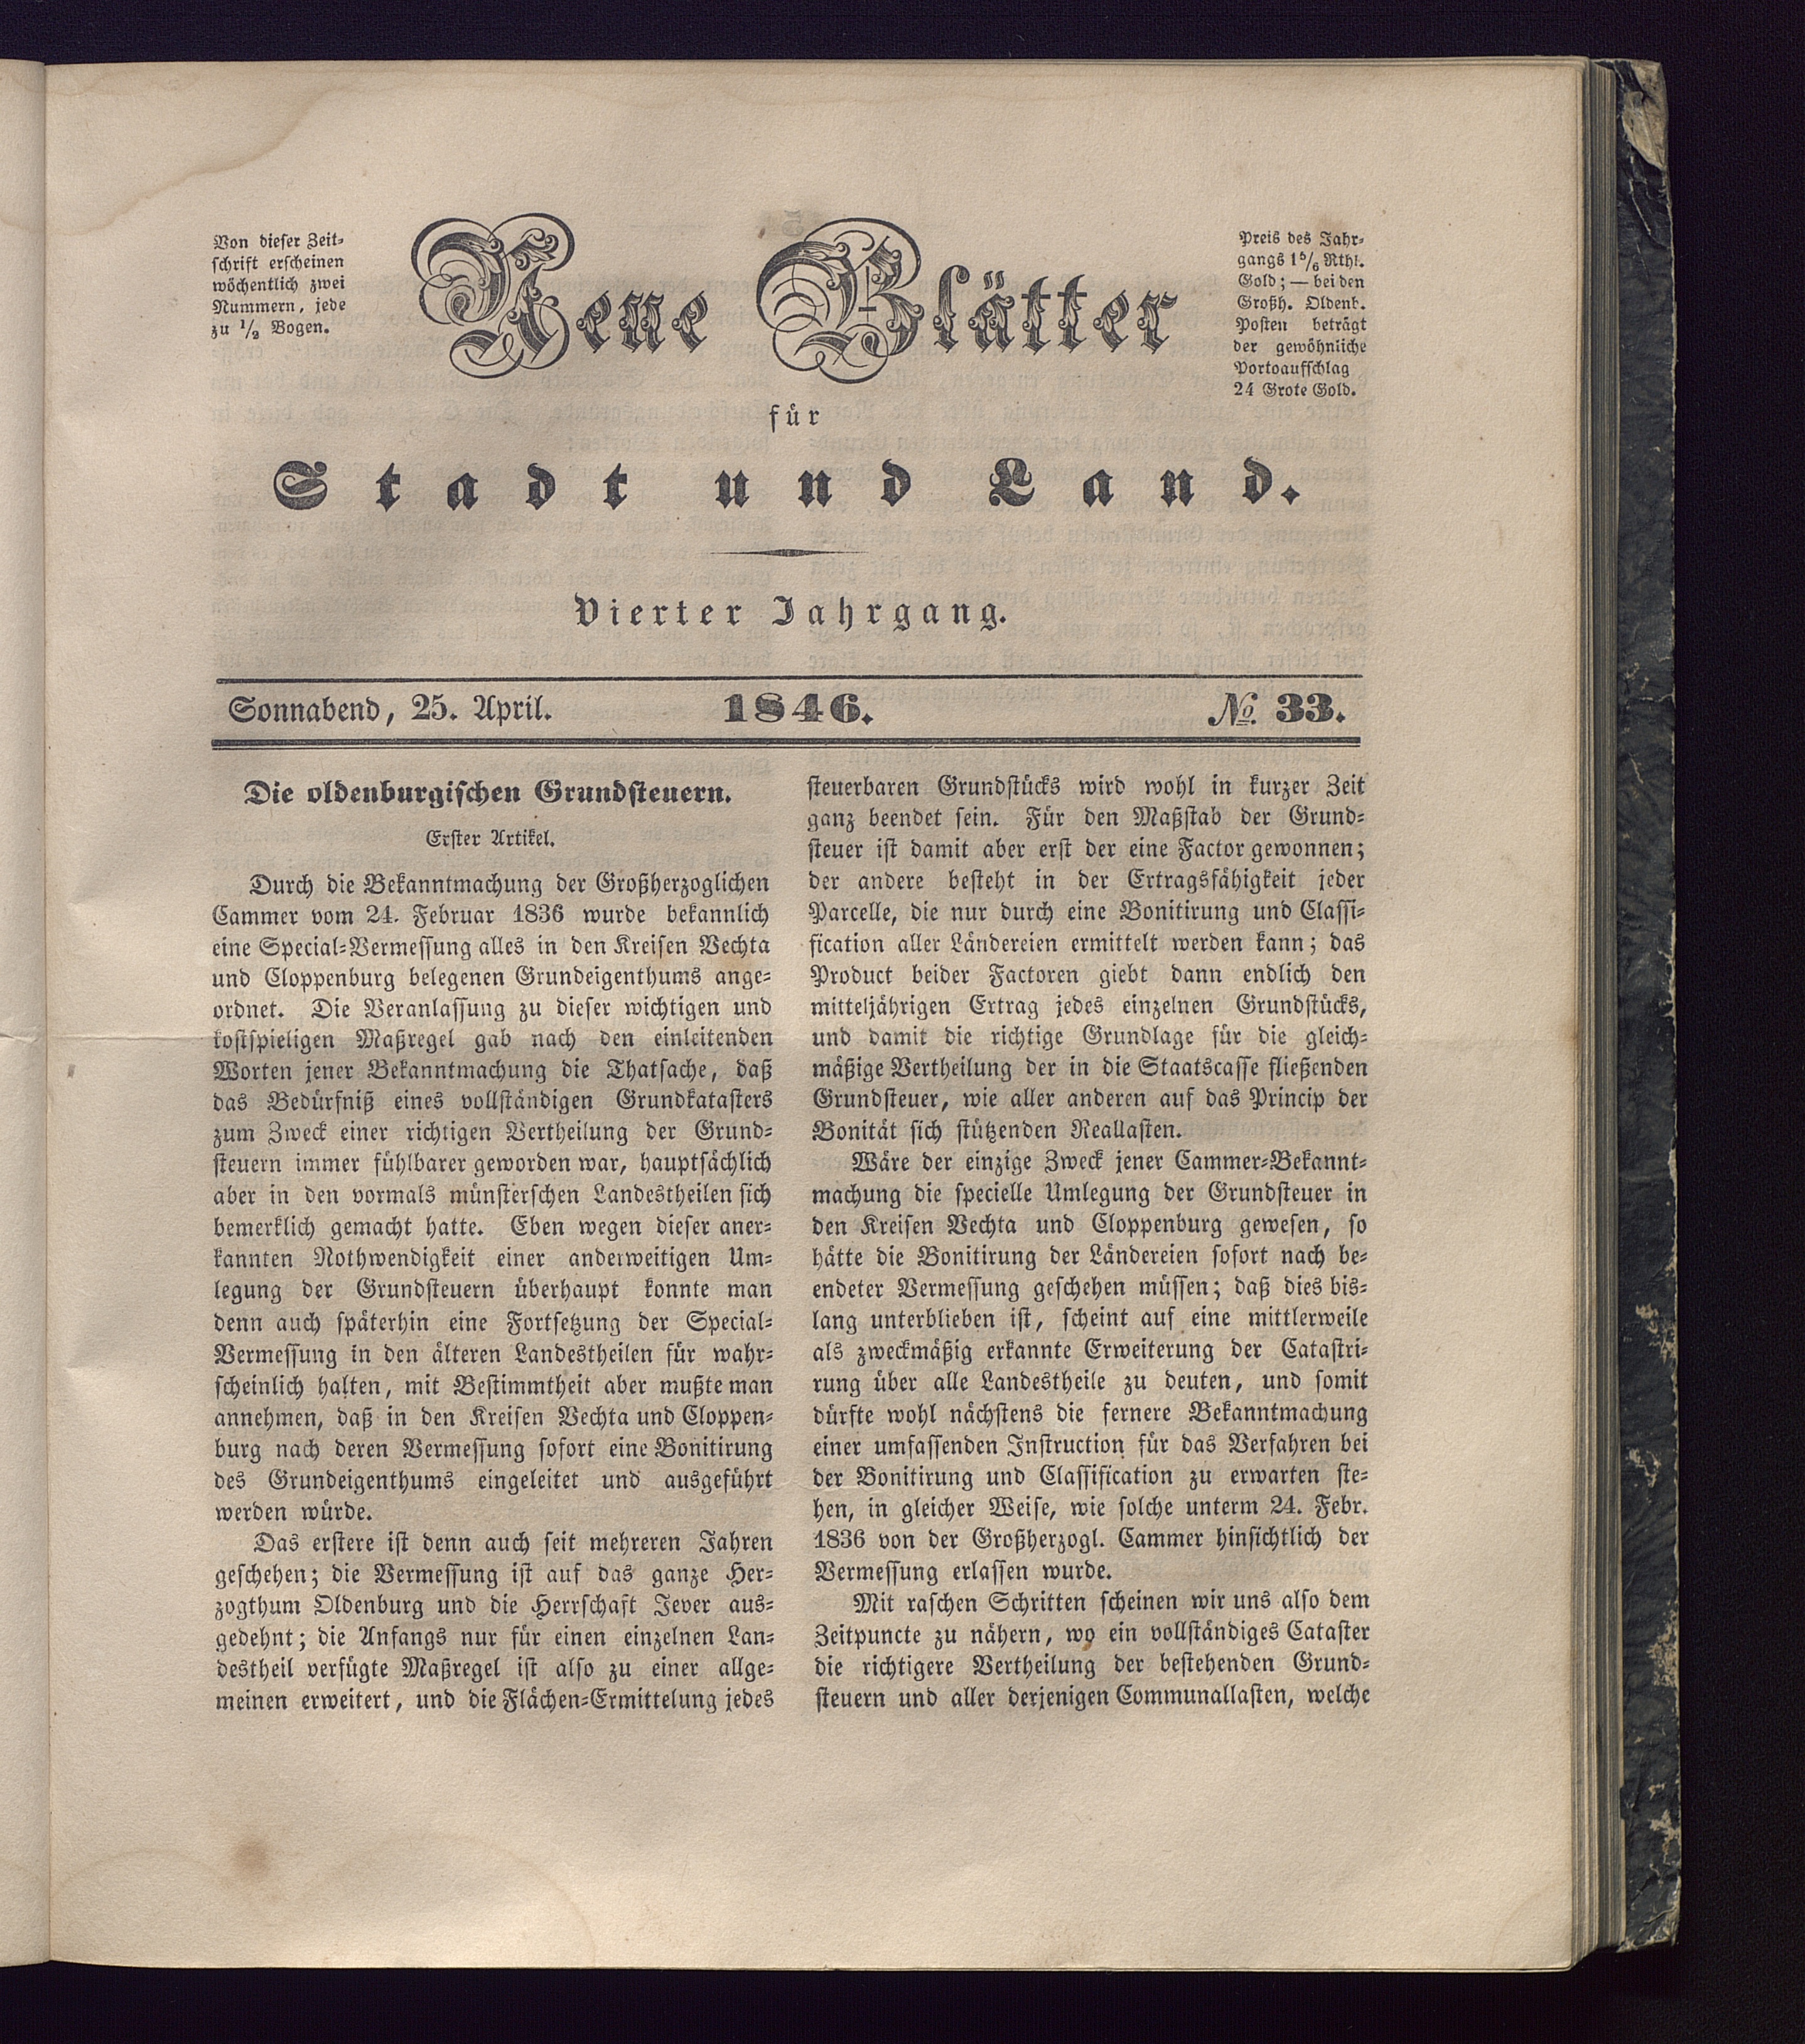 Von dieser Zeit-
schrift erscheinen
wöchentlich zwei
Nummern, jede
zu 1/2 Bogen.
Neue Blätter
für
Stadt und Land.
Preis des Jahr-
gangs 1 5/6 Rthl.
Gold; — bei den
Großh. Oldenb.
Posten beträgt
der gewöhnliche
Portoaufschlag
24 Grote Gold.
Vierter Jahrgang.
Sonnabend, 25. April. 1846. No. 33.
Die oldenburgischen Grundsteuern.
Erster Artikel.
Durch die Bekanntmachung der Großherzoglichen
Cammer vom 24. Februar 1836 wurde bekannlich
eine Special-Vermessung alles in den Kreisen Vechta
und Cloppenburg belegenen Grundeigenthums ange-
ordnet. Die Veranlassung zu dieser wichtigen und
kostspieligen Maßregel gab nach den einleitenden
Worten jener Bekanntmachung die Thatsache, daß
das Bedürfniß eines vollständigen Grundkatasters
zum Zweck einer richtigen Vertheilung der Grund-
steuern immer fühlbarer geworden war, hauptsächlich
aber in den vormals münsterschen Landestheilen sich
bemerklich gemacht hatte. Eben wegen dieser aner-
kannten Nothwendigkeit einer anderweitigen Um-
legung der Grundsteuern überhaupt konnte man
denn auch späterhin eine Fortsetzung der Special-
Vermessung in den älteren Landestheilen für wahr-
scheinlich halten, mit Bestimmtheit aber mußte man
annehmen, daß in den Kreisen Vechta und Cloppen-
burg nach deren Vermessung sofort eine Bonitirung
des Grundeigenthums eingeleitet und ausgeführt
werden würde.
Das erstere ist denn auch seit mehreren Jahren
geschehen; die Vermessung ist auf das ganze Her-
zogthum Oldenburg und die Herrschaft Jever aus-
gedehnt; die Anfangs nur für einen einzelnen Lan-
destheil verfügte Maßregel ist also zu einer allge-
meinen erweitert, und die Flächen-Ermittelung jedes
steuerbaren Grundstücks wird wohl in kurzer Zeit
ganz beendet sein. Für den Maßstab der Grund-
steuer ist damit aber erst der eine Factor gewonnen;
der andere besteht in der Ertragsfähigkeit jeder
Parcelle, die nur durch eine Bonitirung und Classi-
fication aller Ländereien ermittelt werden kann; das
Product beider Factoren giebt dann endlich den
mitteljährigen Ertrag jedes einzelnen Grundstücks,
und damit die richtige Grundlage für die gleich-
mäßige Vertheilung der in die Staatscasse fließenden
Grundsteuer, wie aller anderen auf das Princip der
Bonität sich stützenden Reallasten.
Wäre der einzige Zweck jener Cammer-Bekannt-
machung die specielle Umlegung der Grundsteuer in
den Kreisen Vechta und Cloppenburg gewesen, so
hätte die Bonitirung der Ländereien sofort nach be-
endeter Vermessung geschehen müssen; daß dies bis-
lang unterblieben ist, scheint auf eine mittlerweile
als zweckmäßig erkannte Erweiterung der Catastri-
rung über alle Landestheile zu deuten, und somit
dürfte wohl nächstens die fernere Bekanntmachung
einer umfassenden Instruction für das Verfahren bei
der Bonitirung und Classification zu erwarten ste-
hen, in gleicher Weise, wie solche unterm 24. Febr.
1836 von der Großherzogl. Cammer hinsichtlich der
Vermessung erlassen wurde.
Mit raschen Schritten scheinen wir uns also dem
Zeitpuncte zu nähern, wo ein vollständiges Cataster
die richtigere Vertheilung der bestehenden Grund-
steuern und aller derjenigen Communallasten, welche